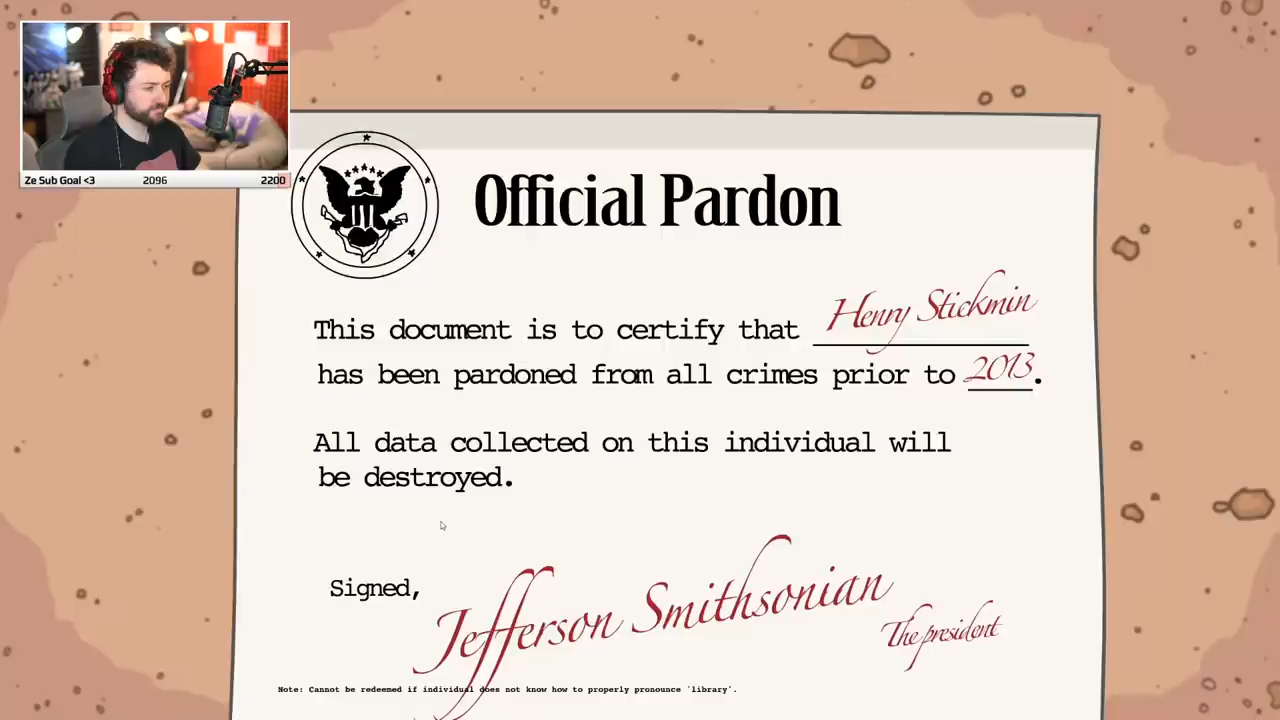 Ze Sub Goal <3 2096 2200
Official Pardon
This document is to certify that Henry Stickmin
has been pardoned from all crimes prior to 2013.
All data collected on this individual will
be destroyed.
Signed,
Jefferson Smithsonian
The president
Note: Cannot be redeemed if individual does not know how to properly pronounce 'library'.